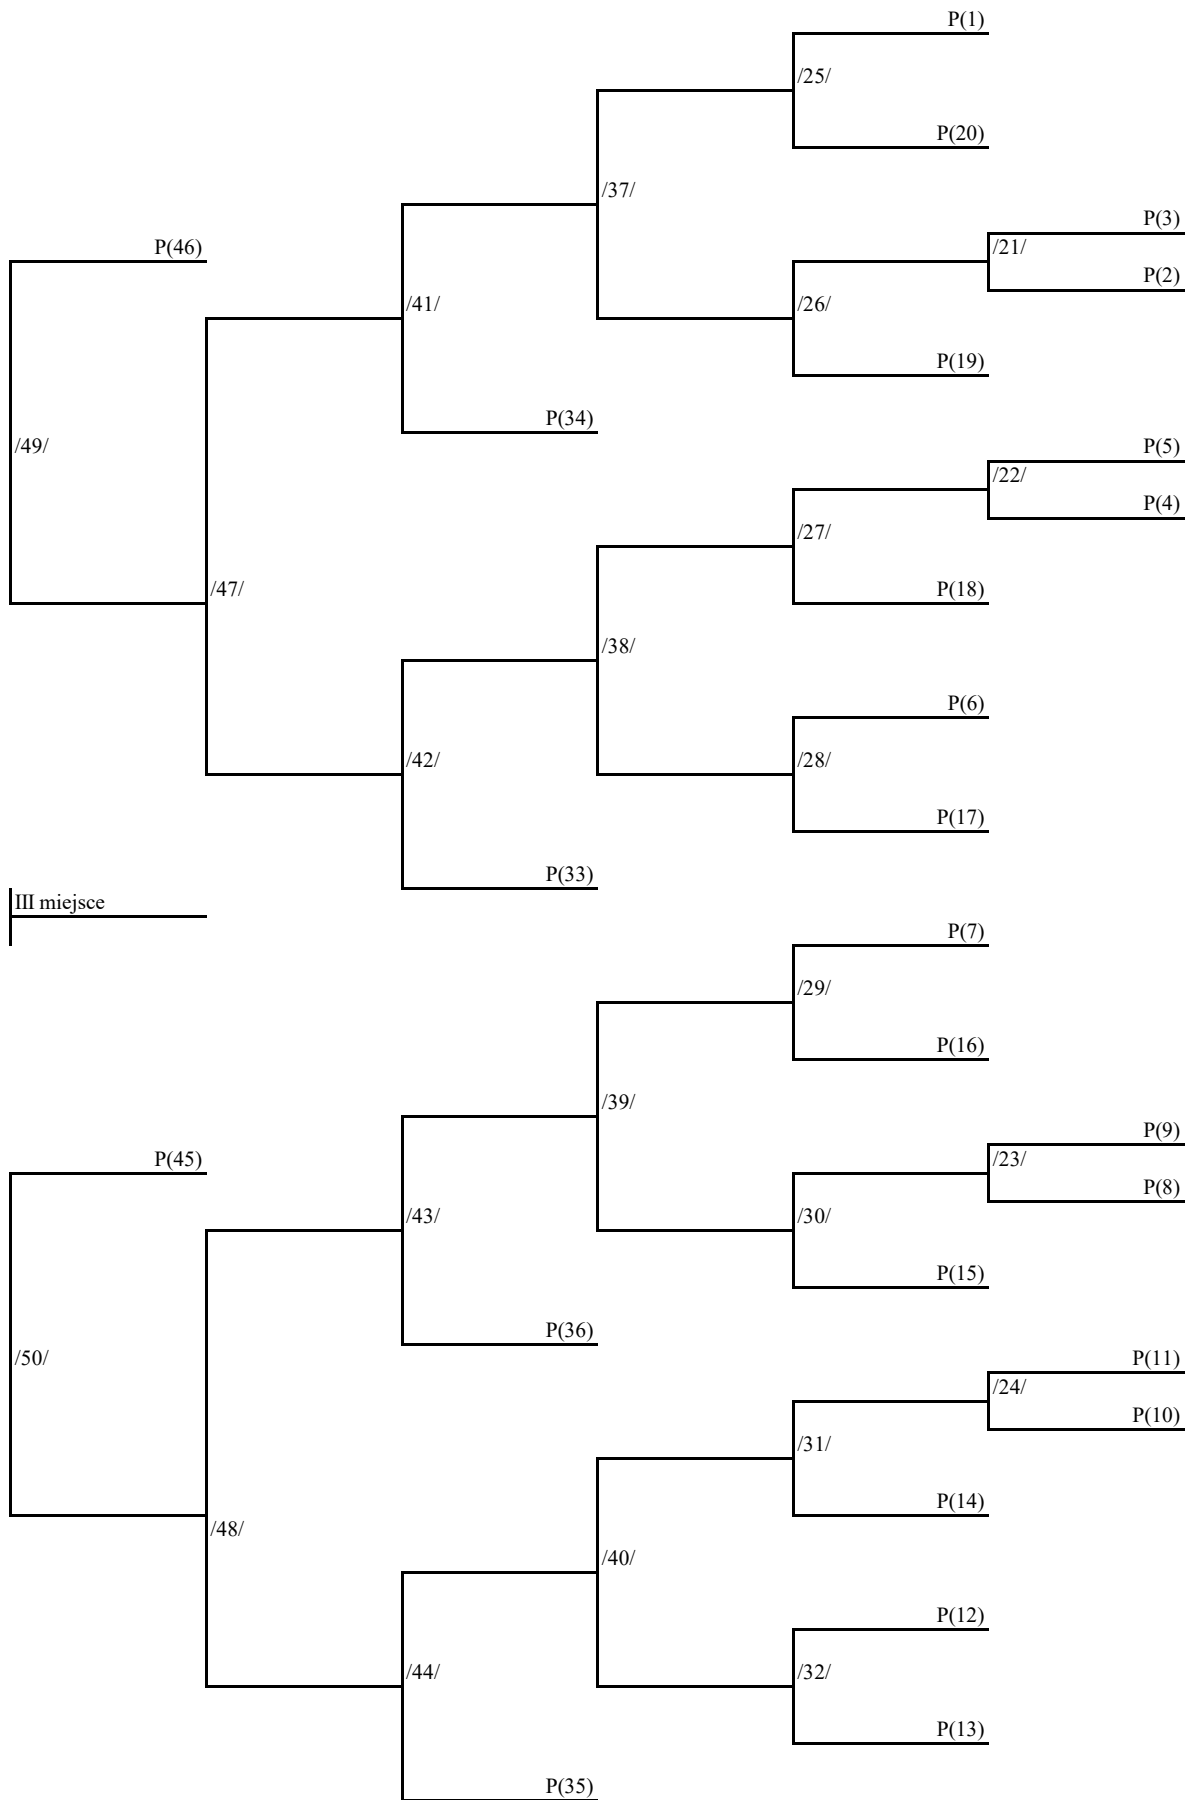 P(1)
/25/
P(20)
/37/
P(3)
P(46)
/21/
P(2)
/41/
/26/
P(19)
P(34)
/49/
P(5)
/22/
P(4)
/27/
/47/
P(18)
/38/
P(6)
/42/
/28/
P(17)
P(33)
III miejsce
P(7)
/29/
P(16)
/39/
P(9)
P(45)
/23/
P(8)
/43/
/30/
P(15)
P(36)
/50/
P(11)
/24/
P(10)
/31/
P(14)
/48/
/40/
P(12)
/44/
/32/
P(13)
P(35)